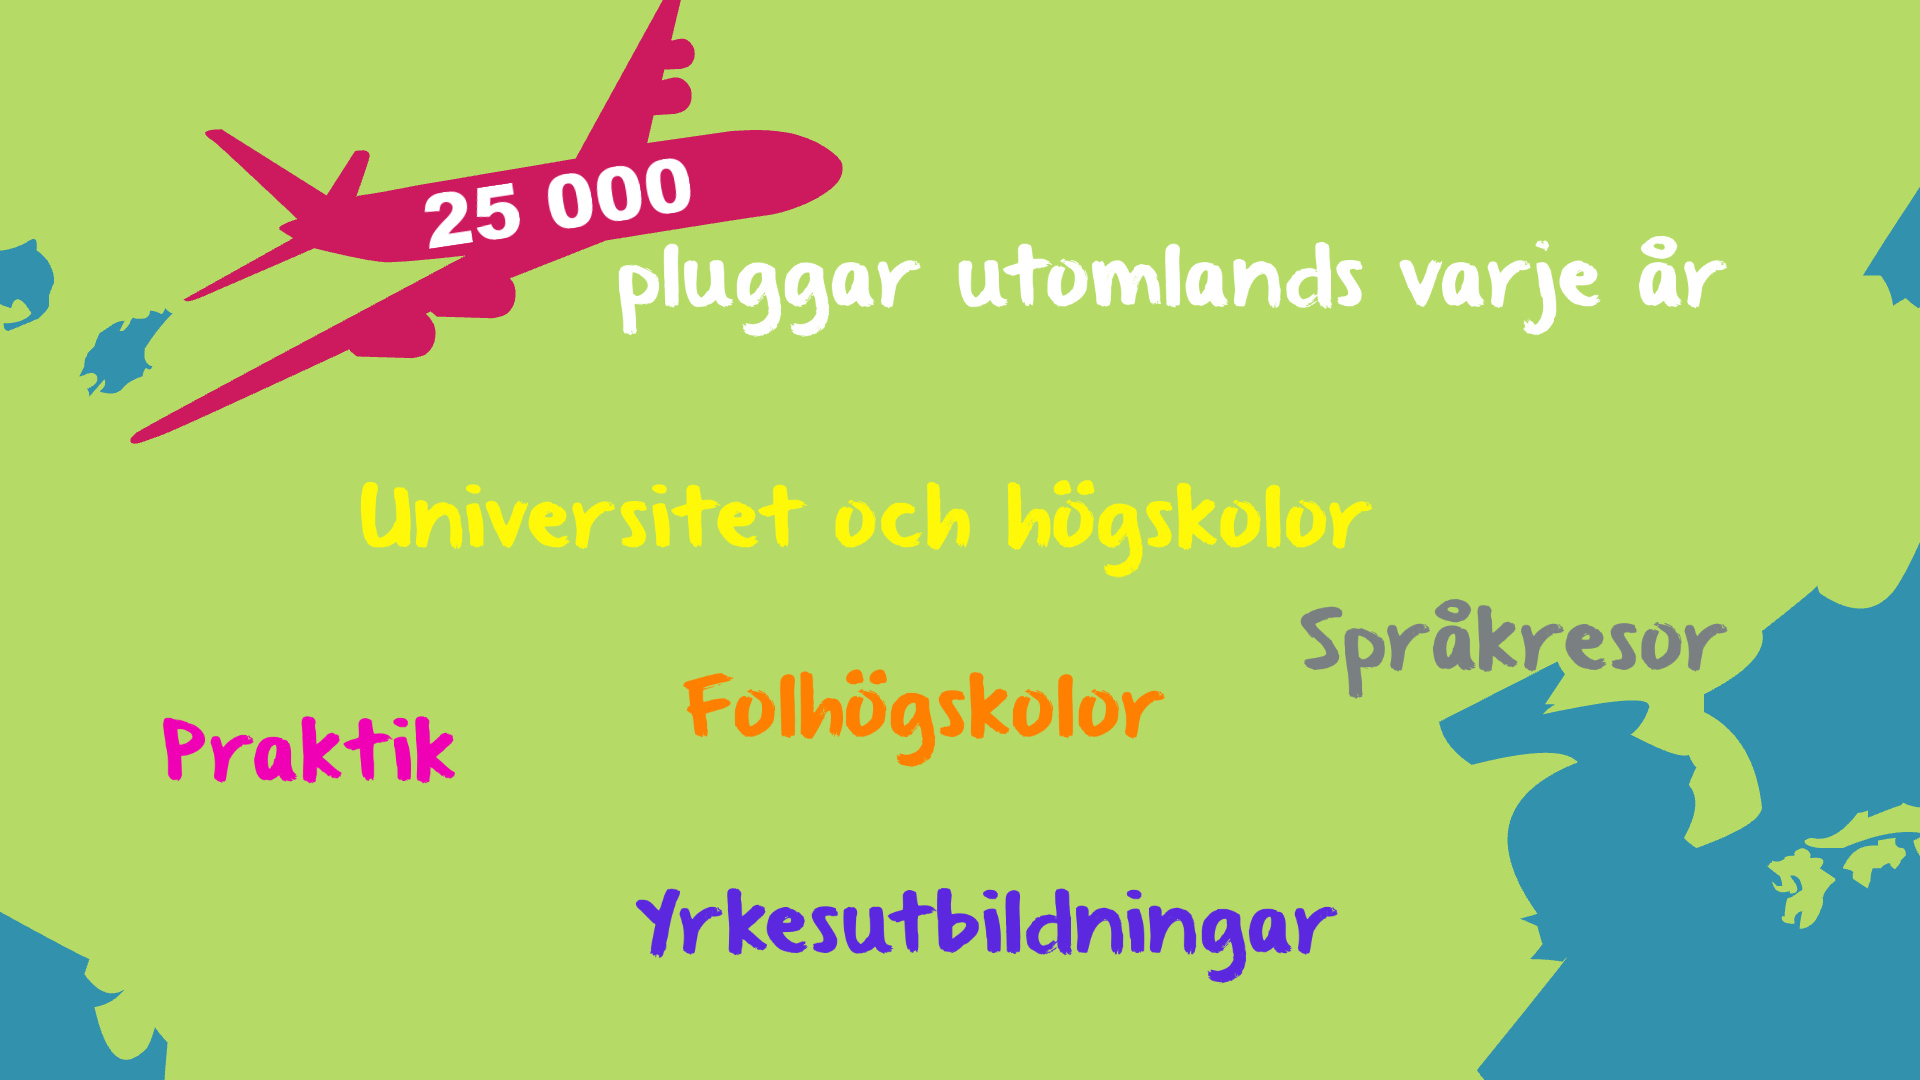 25 000
pluggar utomlands varje år
Universitet och högskolor
Språkresor
Folhögskolor
Praktik
Yrkesutbildningar